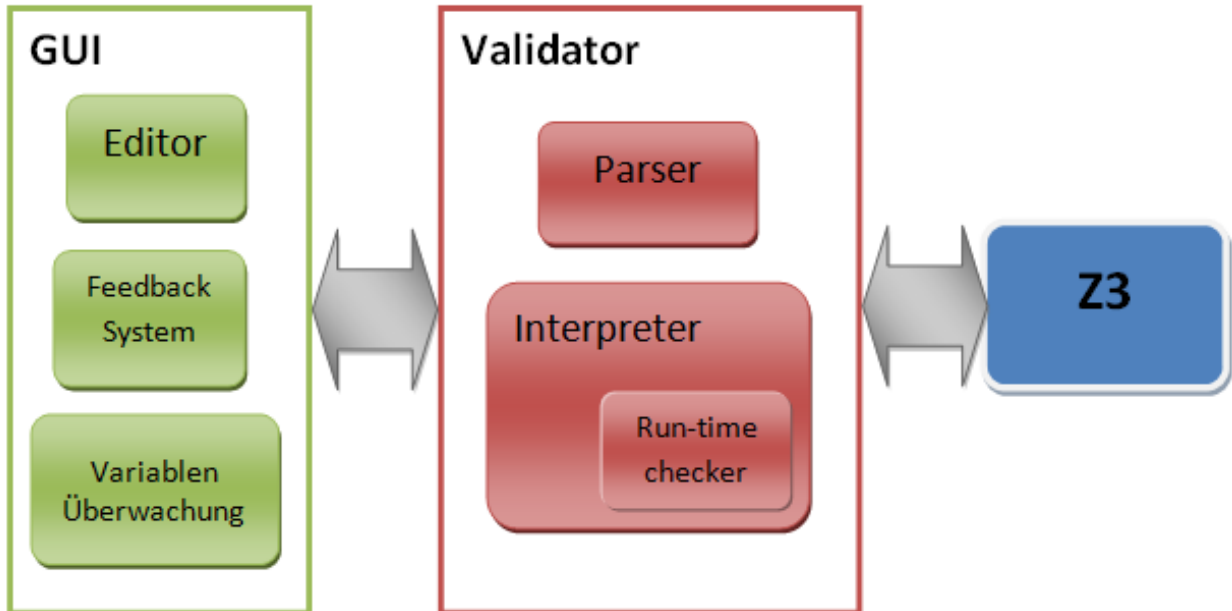 GUI
Editor
Feedback
System
Variablen
Überwachung
Validator
Parser
Interpreter
Run-time
checker
Z3